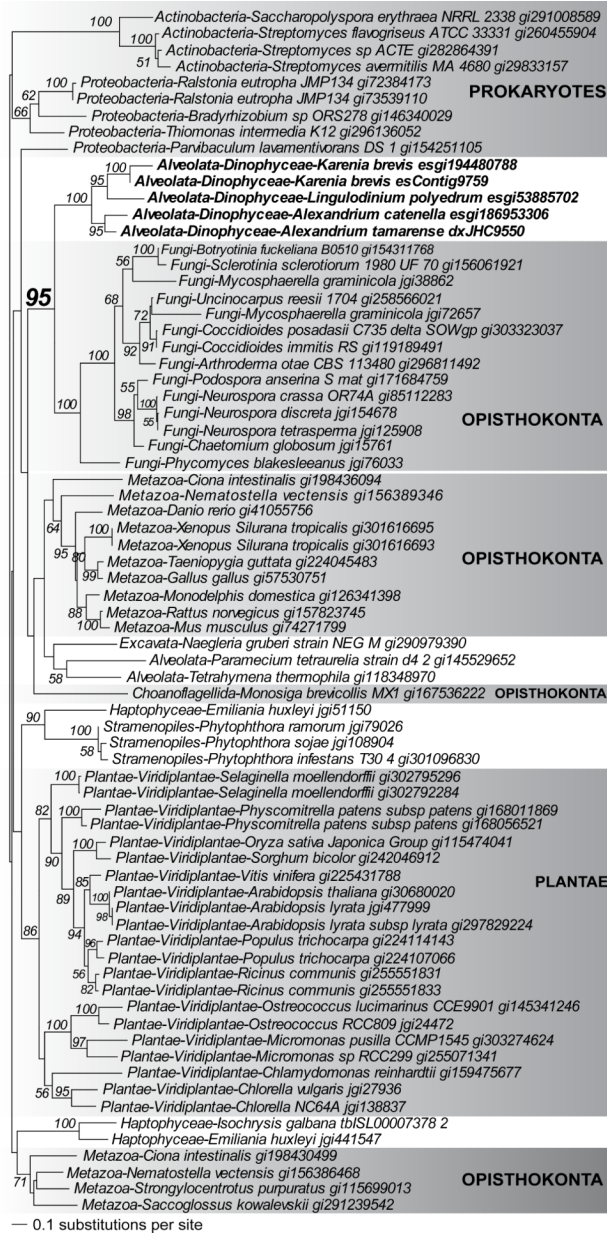 100
Actinobacteria-Saccharopolyspora erythraea NRRL 2338 gi291008589
Actinobacteria-Streptomyces flavogriseus ATCC 33331 gi260455904
Actinobacteria-Streptomyces sp ACTE gi282864391
51
Actinobacteria-Streptomyces avermitilis MA 4680 gi29833157
100
Proteobacteria-Ralstonia eutropha JMP134 gi72384173
PROKARYOTES
62
Proteobacteria-Ralstonia eutropha JMP134 gi73539110
66
Proteobacteria-Bradyrhizobium sp ORS278 gi146340029
Proteobacteria-Thiomonas intermedia K12 gi296136052
Proteobacteria-Parvibaculum lavamentivorans DS 1 gi154251105
100
Alveolata-Dinophyceae-Karenia brevis esgi194480788
95
Alveolata-Dinophyceae-Karenia brevis esContig9759
100
Alveolata-Dinophyceae-Lingulodinium polyedrum esgi53885702
Alveolata-Dinophyceae-Alexandrium catenella esgi186953306
95
Alveolata-Dinophyceae-Alexandrium tamarense dxJHC9550
100
Fungi-Botryotinia fuckeliana B0510 gi154311768
56
Fungi-Sclerotinia sclerotiorum 1980 UF 70 gi156061921
Fungi-Mycosphaerella graminicola jgi38862
95
68
Fungi-Uncinocarpus reesii 1704 gi258566021
72
Fungi-Mycosphaerella graminicola jgi72657
Fungi-Coccidioides posadasii C735 delta SOWgp gi303323037
92
91
Fungi-Coccidioides immitis RS gi119189491
100
Fungi-Arthroderma otae CBS 113480 gi296811492
55
Fungi-Podospora anserina S mat gi171684759
Fungi-Neurospora crassa OR74A gi85112283
100
100
98
Fungi-Neurospora discreta jgi154678
OPISTHOKONTA
55
Fungi-Neurospora tetrasperma jgi125908
Fungi-Chaetomium globosum jgi15761
Fungi-Phycomyces blakesleeanus jgi76033
Metazoa-Ciona intestinalis gi198436094
Metazoa-Nematostella vectensis gi156389346
Metazoa-Danio rerio gi41055756
64
100
Metazoa-Xenopus Silurana tropicalis gi301616695
95
Metazoa-Xenopus Silurana tropicalis gi301616693
80
Metazoa-Taeniopygia guttata gi224045483
OPISTHOKONTA
99
Metazoa-Gallus gallus gi57530751
Metazoa-Monodelphis domestica gi126341398
88
Metazoa-Rattus norvegicus gi157823745
100
Metazoa-Mus musculus gi74271799
Excavata-Naegleria gruberi strain NEG M gi290979390
Alveolata-Paramecium tetraurelia strain d4 2 gi145529652
58
Alveolata-Tetrahymena thermophila gi118348970
Choanoflagellida-Monosiga brevicollis MX1 gi167536222
OPISTHOKONTA
90
Haptophyceae-Emiliania huxleyi jgi51150
100
Stramenopiles-Phytophthora ramorum jgi79026
58
Stramenopiles-Phytophthora sojae jgi108904
Stramenopiles-Phytophthora infestans T30 4 gi301096830
100
Plantae-Viridiplantae-Selaginella moellendorffii gi302795296
Plantae-Viridiplantae-Selaginella moellendorffii gi302792284
82
100
Plantae-Viridiplantae-Physcomitrella patens subsp patens gi168011869
Plantae-Viridiplantae-Physcomitrella patens subsp patens gi168056521
90
100
Plantae-Viridiplantae-Oryza sativa Japonica Group gi115474041
Plantae-Viridiplantae-Sorghum bicolor gi242046912
85
Plantae-Viridiplantae-Vitis vinifera gi225431788
PLANTAE
89
100
Plantae-Viridiplantae-Arabidopsis thaliana gi30680020
98
Plantae-Viridiplantae-Arabidopsis lyrata jgi477999
Plantae-Viridiplantae-Arabidopsis lyrata subsp lyrata gi297829224
94
86
96
Plantae-Viridiplantae-Populus trichocarpa gi224114143
Plantae-Viridiplantae-Populus trichocarpa gi224107066
56
Plantae-Viridiplantae-Ricinus communis gi255551831
82
Plantae-Viridiplantae-Ricinus communis gi255551833
100
Plantae-Viridiplantae-Ostreococcus lucimarinus CCE9901 gi145341246
100
Plantae-Viridiplantae-Ostreococcus RCC809 jgi24472
97
Plantae-Viridiplantae-Micromonas pusilla CCMP1545 gi303274624
Plantae-Viridiplantae-Micromonas sp RCC299 gi255071341
Plantae-Viridiplantae-Chlamydomonas reinhardtii gi159475677
56
95
Plantae-Viridiplantae-Chlorella vulgaris jgi27936
Plantae-Viridiplantae-Chlorella NC64A jgi138837
100
Haptophyceae-Isochrysis galbana tbISL00007378 2
Haptophyceae-Emiliania huxleyi jgi441547
Metazoa-Ciona intestinalis gi198430499
Metazoa-Nematostella vectensis gi156386468
OPISTHOKONTA
71
Metazoa-Strongylocentrotus purpuratus gi115699013
Metazoa-Saccoglossus kowalevskii gi291239542
0.1 substitutions per site